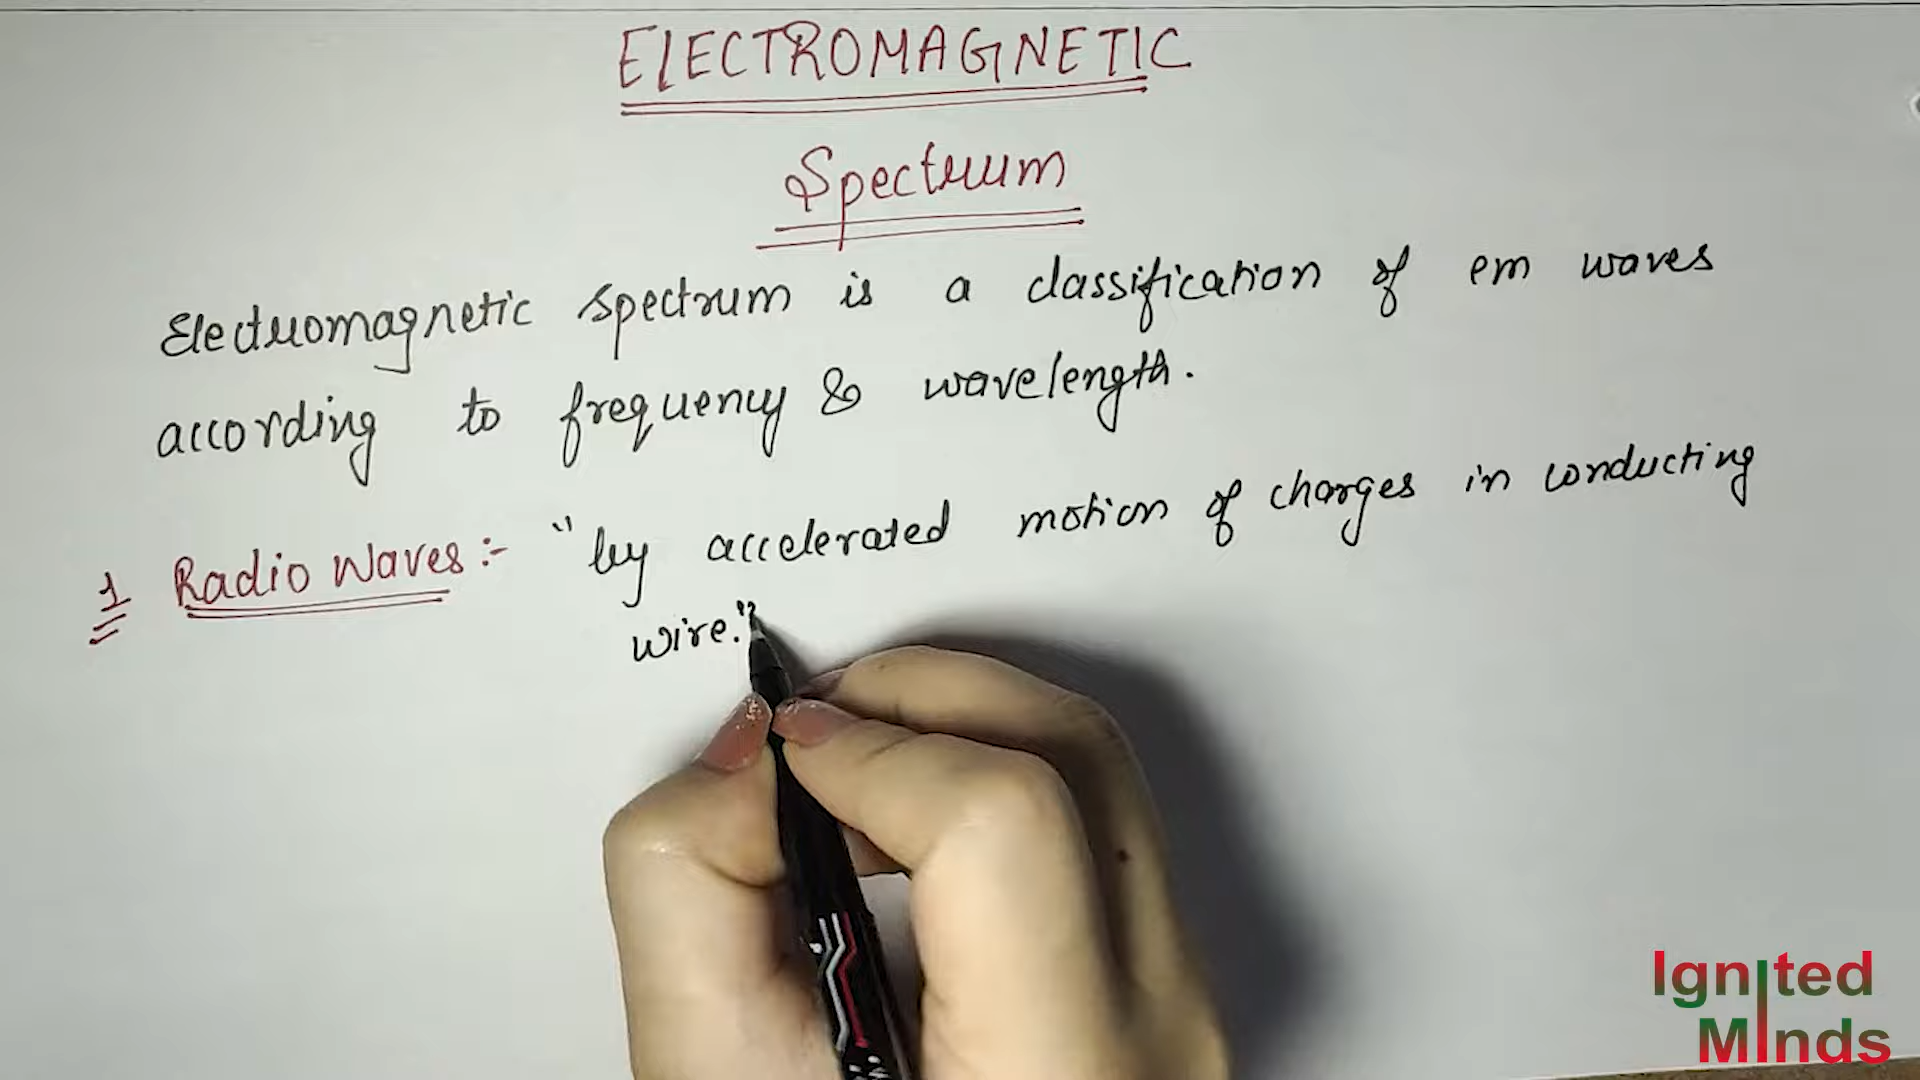 ELECTROMAGNETIC
Spectrum
Electromagnetic spectrum is a classification of em waves
according to frequency & wavelength.
1 Radio Waves :- "by accelerated motion of charges in conducting
wire."
Ignited
Minds